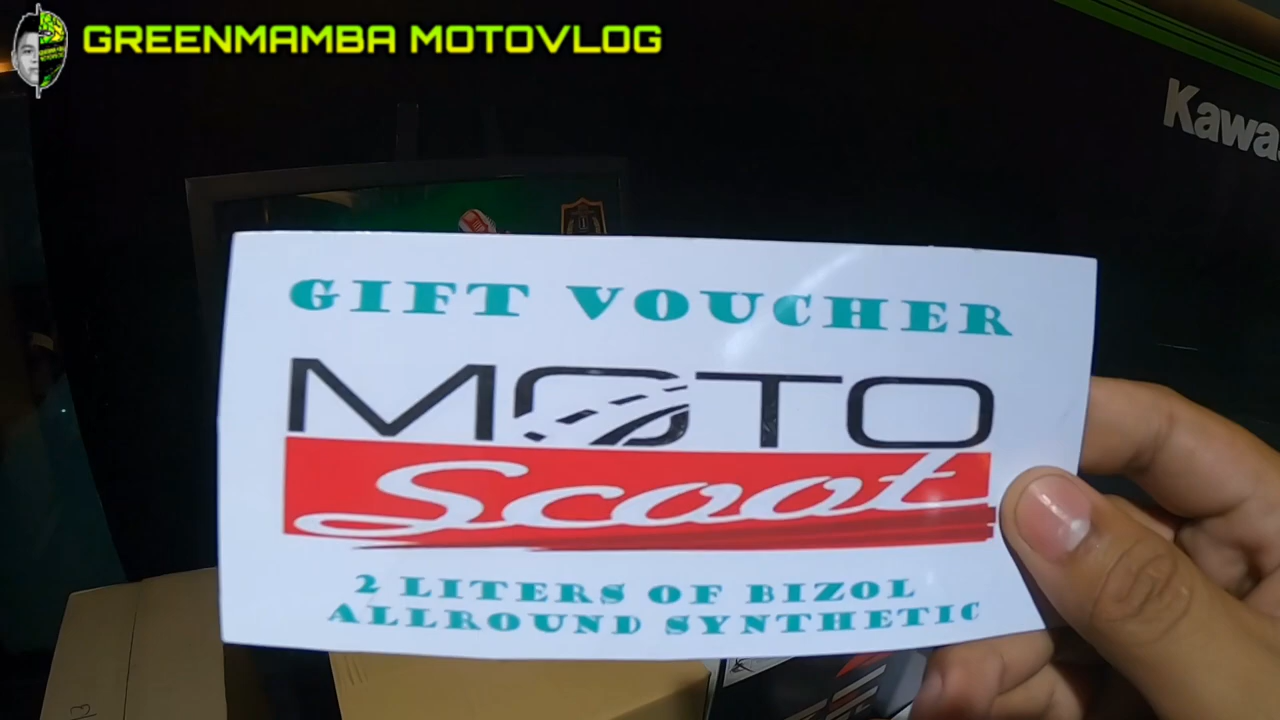 GREENMAMBA MOTOVLOG
GIFT VOUCHER
MOTO
Scoot
2 LITERS OF BIZOL
ALLROUND SYNTHETIC